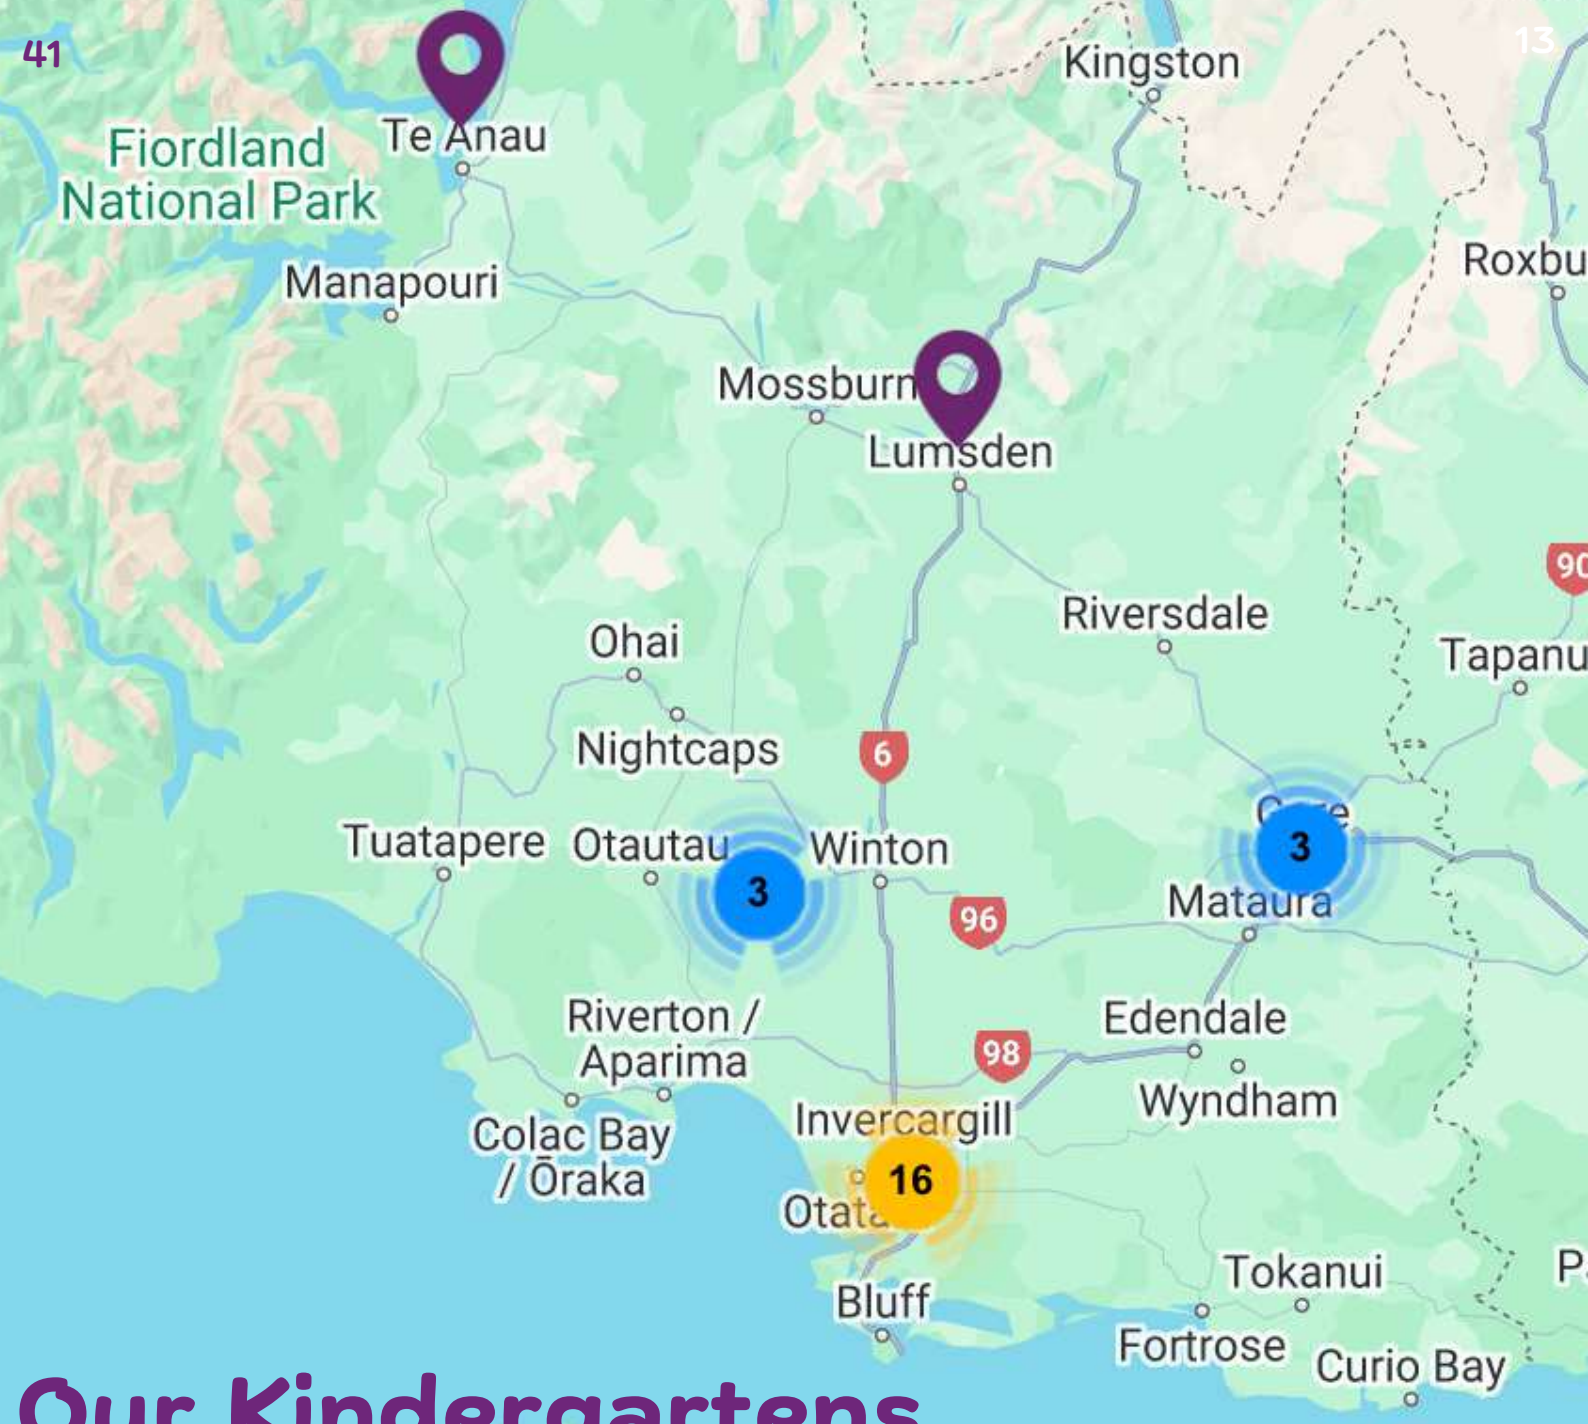 41
13
Kingston
Te Anau
Fiordland
National Park
Manapouri
Roxbu
Mossburn
Lumsden
90
Riversdale
Ohai
Tapanu
Nightcaps
6
Tuatapere
Otautau
Winton
3
3
96
Mataura
Riverton /
Aparima
Edendale
98
Wyndham
Invercargill
Colac Bay
/ Ōraka
16
Bluff
Tokanui
Fortrose
Curio Bay
Our Kindergartens